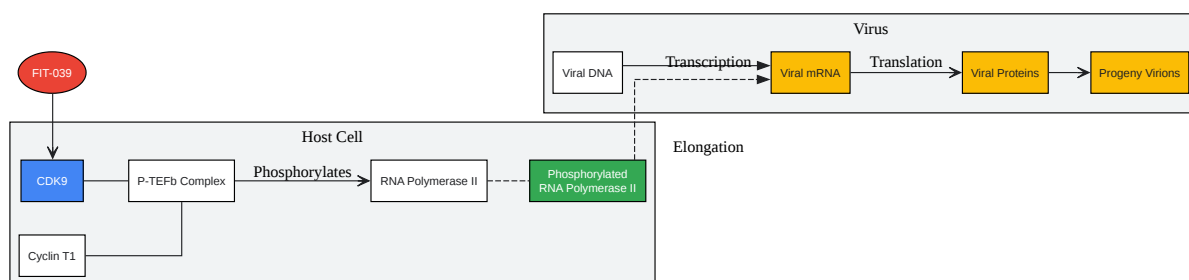 Virus
Viral DNA
Transcription
Viral mRNA
Translation
Viral Proteins
Progeny Virions
FIT-039
Host Cell
Elongation
CDK9
P-TEFb Complex
Phosphorylates
RNA Polymerase II
Phosphorylated
RNA Polymerase II
Cyclin T1